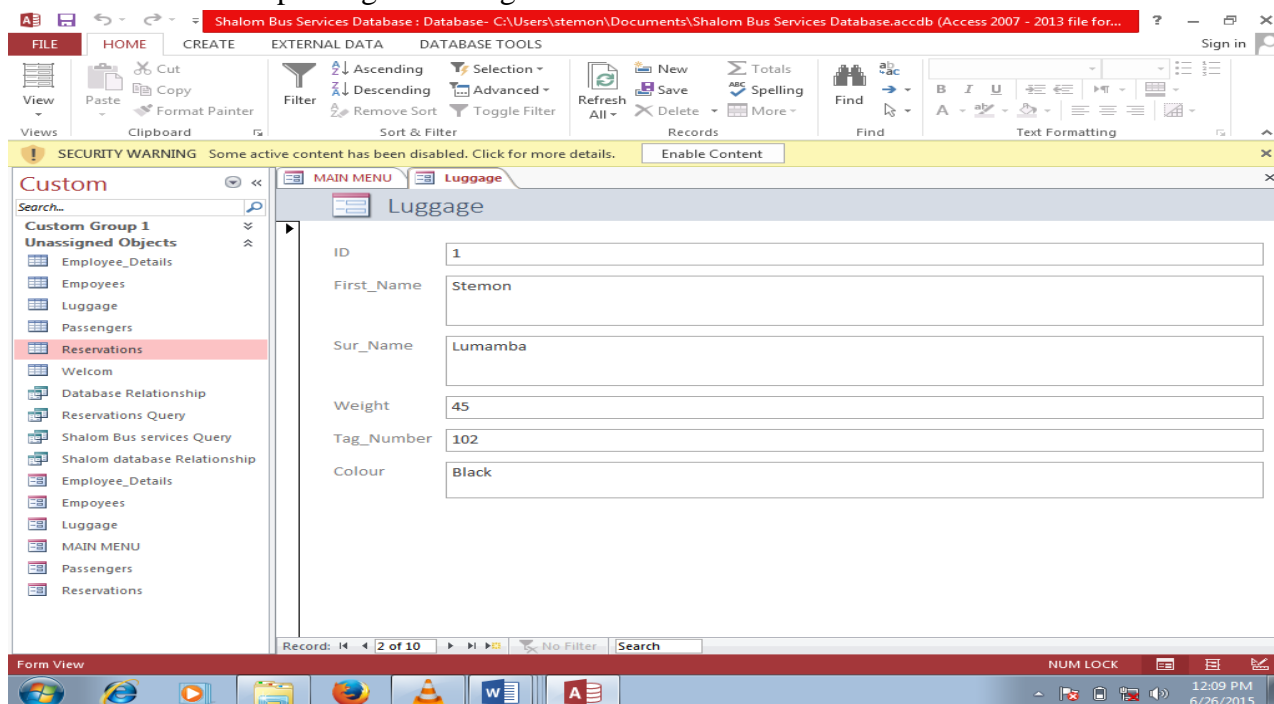 Shalom Bus Services Database : Database- C:\Users\stemon\Documents\Shalom Bus Services Database.accdb (Access 2007 - 2013 file for...
FILE HOME CREATE EXTERNAL DATA DATABASE TOOLS Sign in
View
Paste
Cut
Copy
Format Painter
Filter
Ascending
Descending
Remove Sort
Selection
Advanced
Toggle Filter
Refresh
All
New
Save
Delete
Totals
Spelling
More
Find
Views Clipboard Sort & Filter Records Find Text Formatting
SECURITY WARNING Some active content has been disabled. Click for more details. Enable Content
Custom
Search...
Custom Group 1
Unassigned Objects
Employee_Details
Empoyees
Luggage
Passengers
Reservations
Welcom
Database Relationship
Reservations Query
Shalom Bus services Query
Shalom database Relationship
Employee_Details
Empoyees
Luggage
MAIN MENU
Passengers
Reservations
MAIN MENU Luggage
Luggage
ID 1
First_Name Stemon
Sur_Name Lumamba
Weight 45
Tag_Number 102
Colour Black
Record: 2 of 10 No Filter Search
Form View NUM LOCK
12:09 PM
6/26/2015